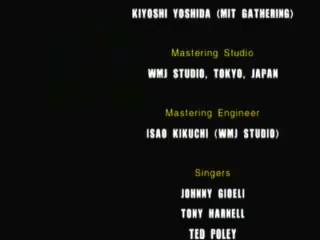 KIYOSHI YOSHIDA (MIT GATHERING)
Mastering Studio
WMJ STUDIO, TOKYO, JAPAN
Mastering Engineer
ISAO KIKUCHI (WMJ STUDIO)
Singers
JOHNNY GIOELI
TONY HARNELL
TED POLEY